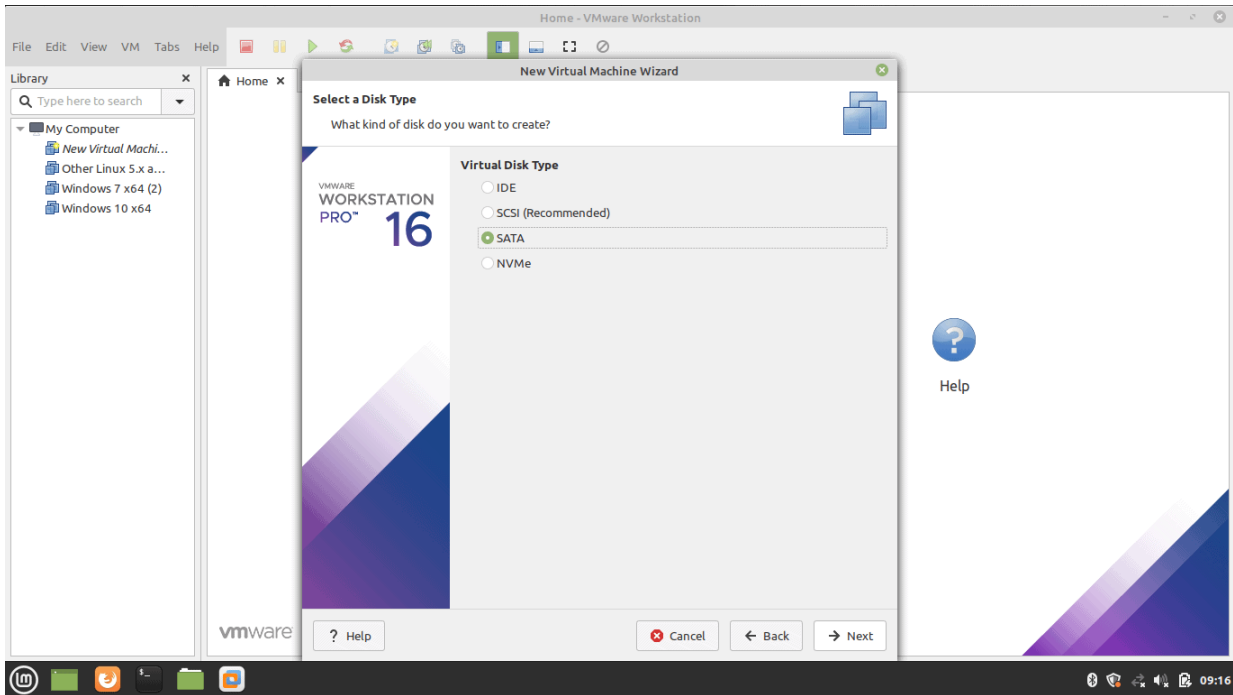 Home - VMware Workstation
File Edit View VM Tabs Help
Library
Type here to search
My Computer
New Virtual Machi...
Other Linux 5.x a...
Windows 7 x64 (2)
Windows 10 x64
Home
New Virtual Machine Wizard
Select a Disk Type
What kind of disk do you want to create?
VMWARE
WORKSTATION
PRO™ 16
Virtual Disk Type
IDE
SCSI (Recommended)
SATA
NVMe
? Help
Cancel
Back
Next
?
Help
vmware
09:16